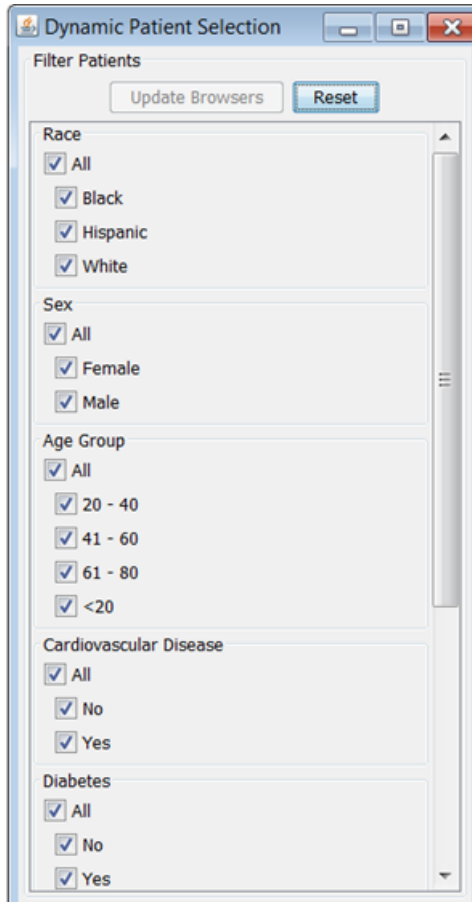 Dynamic Patient Selection
Filter Patients
Update Browsers Reset
Race
All
Black
Hispanic
White
Sex
All
Female
Male
Age Group
All
20 - 40
41 - 60
61 - 80
<20
Cardiovascular Disease
All
No
Yes
Diabetes
All
No
Yes